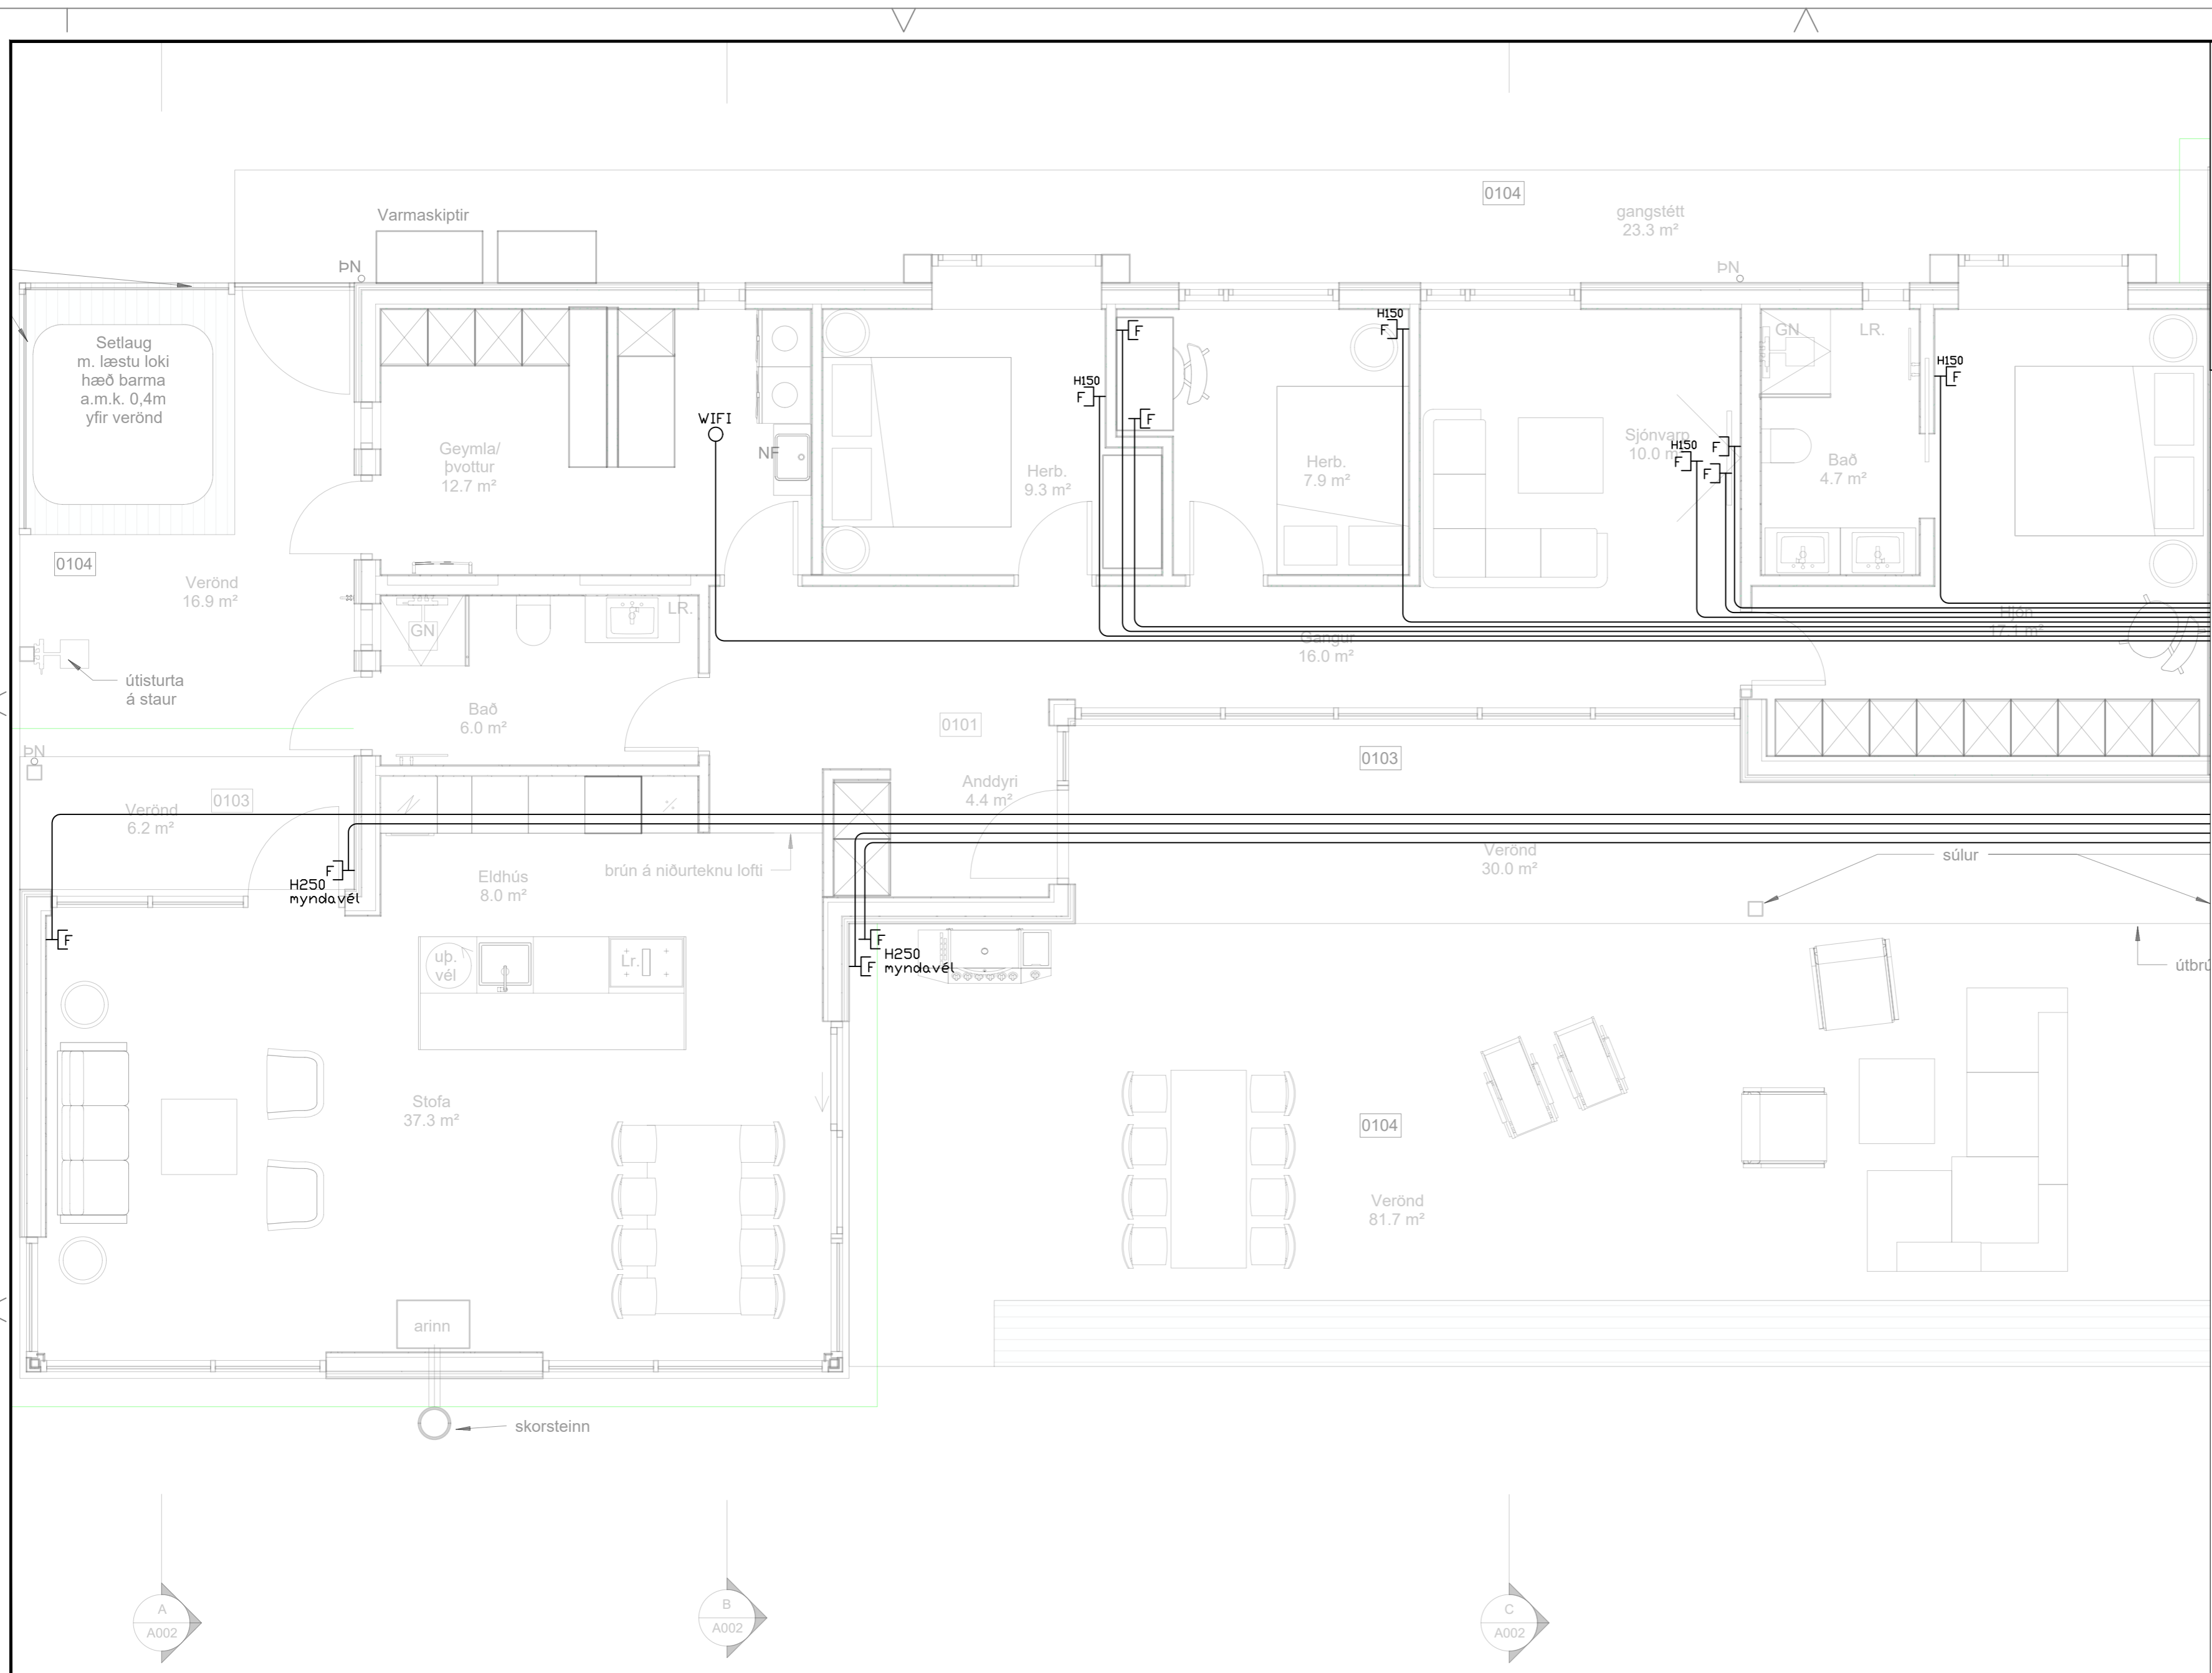 0104
gangstétt
23.3 m²
Varmaskiptir
ÞN
ÞN
Setlaug
m. læstu loki
hæð barma
a.m.k. 0,4m
yfir verönd
H150
F
F
GN
LR.
H150
F
H150
F
F
WIFI
NF
Geymla/
þvottur
12.7 m²
Herb.
9.3 m²
Herb.
7.9 m²
Sjónvarp
10.0 m²
H150
F
F
F
Bað
4.7 m²
0104
Verönd
16.9 m²
GN
LR.
Gangur
16.0 m²
Hjón
17.1 m²
útisturta
á staur
Bað
6.0 m²
0101
0103
ÞN
Anddyri
4.4 m²
0103
Verönd
6.2 m²
F
H250
myndavél
Eldhús
8.0 m²
brún á niðurteknu lofti
Verönd
30.0 m²
súlur
F
F
H250
F
myndavél
uþ.
vél
Lr.
útbrú
Stofa
37.3 m²
0104
Verönd
81.7 m²
arinn
skorsteinn
A
A002
B
A002
C
A002